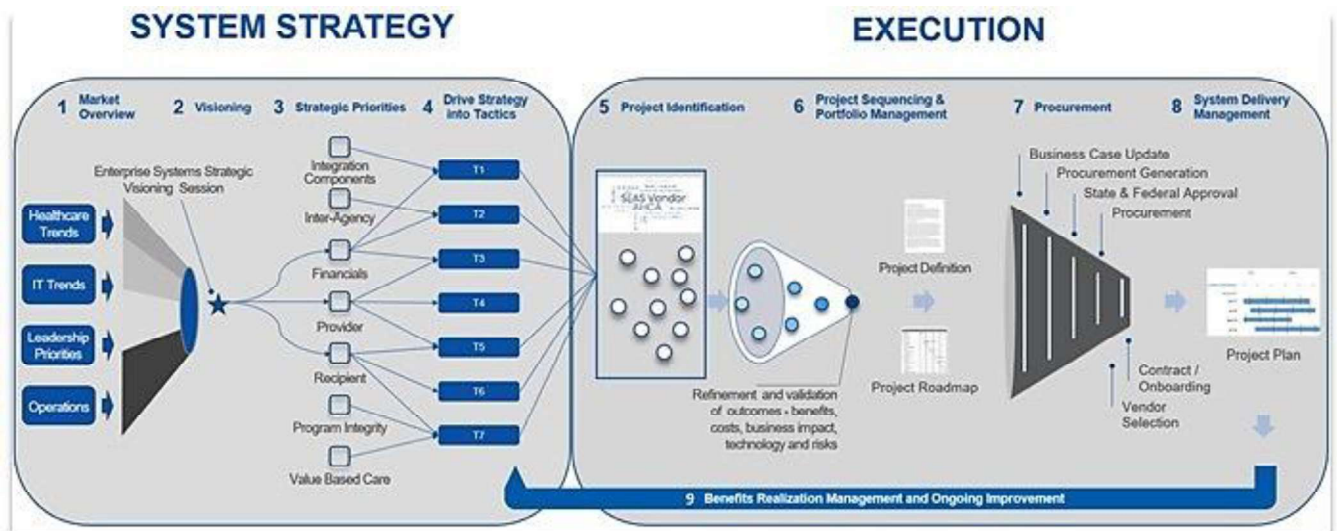 SYSTEM STRATEGY
EXECUTION
1 Market
Overview
2 Visioning
3 Strategic Priorities
4 Drive Strategy
into Tactics
5 Project Identification
6 Project Sequencing &
Portfolio Management
7 Procurement
8 System Delivery
Management
Enterprise Systems Strategic
Visioning Session
Healthcare
Trends
IT Trends
Leadership
Priorities
Operations
Integration
Components
Inter-Agency
Financials
Provider
Recipient
Program Integrity
Value Based Care
T1
T2
T3
T4
T5
T6
T7
SEAS Vendor
AHCA
Refinement and validation
of outcomes - benefits,
costs, business impact,
technology and risks
Project Definition
Project Roadmap
Business Case Update
Procurement Generation
State & Federal Approval
Procurement
Contract /
Onboarding
Vendor
Selection
Project Plan
9 Benefits Realization Management and Ongoing Improvement